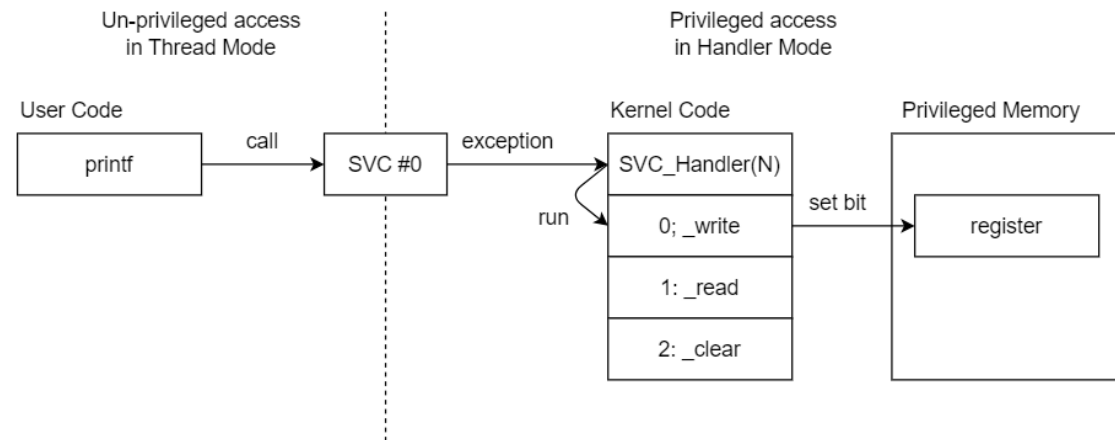 Un-privileged access
in Thread Mode
Privileged access
in Handler Mode
User Code
Kernel Code
Privileged Memory
printf
call
SVC #0
exception
SVC_Handler(N)
run
0; _write
set bit
register
1: _read
2: _clear